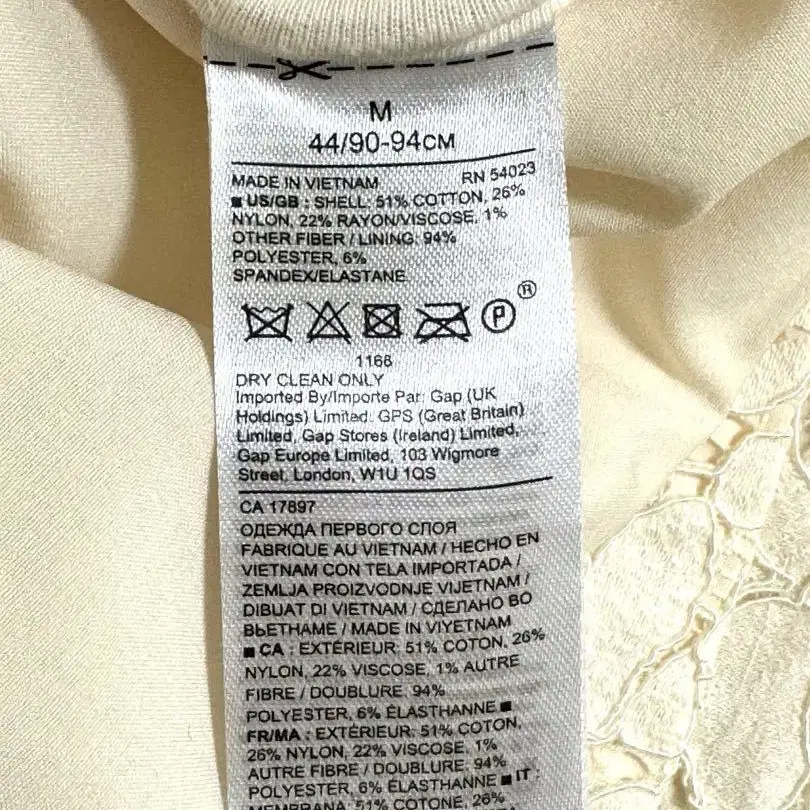 M
44/90-94CM
MADE IN VIETNAM RN 54023
■ US/GB : SHELL: 51% COTTON, 26%
NYLON, 22% RAYON/VISCOSE, 1%
OTHER FIBER / LINING: 94%
POLYESTER, 6%
SPANDEX/ELASTANE
®
P
1168
DRY CLEAN ONLY
Imported By/Importe Par: Gap (UK
Holdings) Limited. GPS (Great Britain)
Limited, Gap Stores (Ireland) Limited,
Gap Europe Limited, 103 Wigmore
Street, London, W1U 1QS
CA 17897
ОДЕЖДА ПЕРВОГО СЛОЯ
FABRIQUE AU VIETNAM / HECHO EN
VIETNAM CON TELA IMPORTADA /
ZEMLJA PROIZVODNJE VIJETNAM /
DIBUAT DI VIETNAM / СДЕЛАНО ВО
ВЬЕТНАМЕ / MADE IN VIYETNAM
■ CA : EXTÉRIEUR: 51% COTON, 26%
NYLON, 22% VISCOSE, 1% AUTRE
FIBRE / DOUBLURE: 94%
POLYESTER, 6% ÉLASTHANNE ■
FR/MA : EXTÉRIEUR: 51% COTON,
26% NYLON, 22% VISCOSE, 1%
AUTRE FIBRE / DOUBLURE: 94%
POLYESTER, 6% ÉLASTHANNE ■ IT :
MEMBRANA: 51% COTONE, 26%